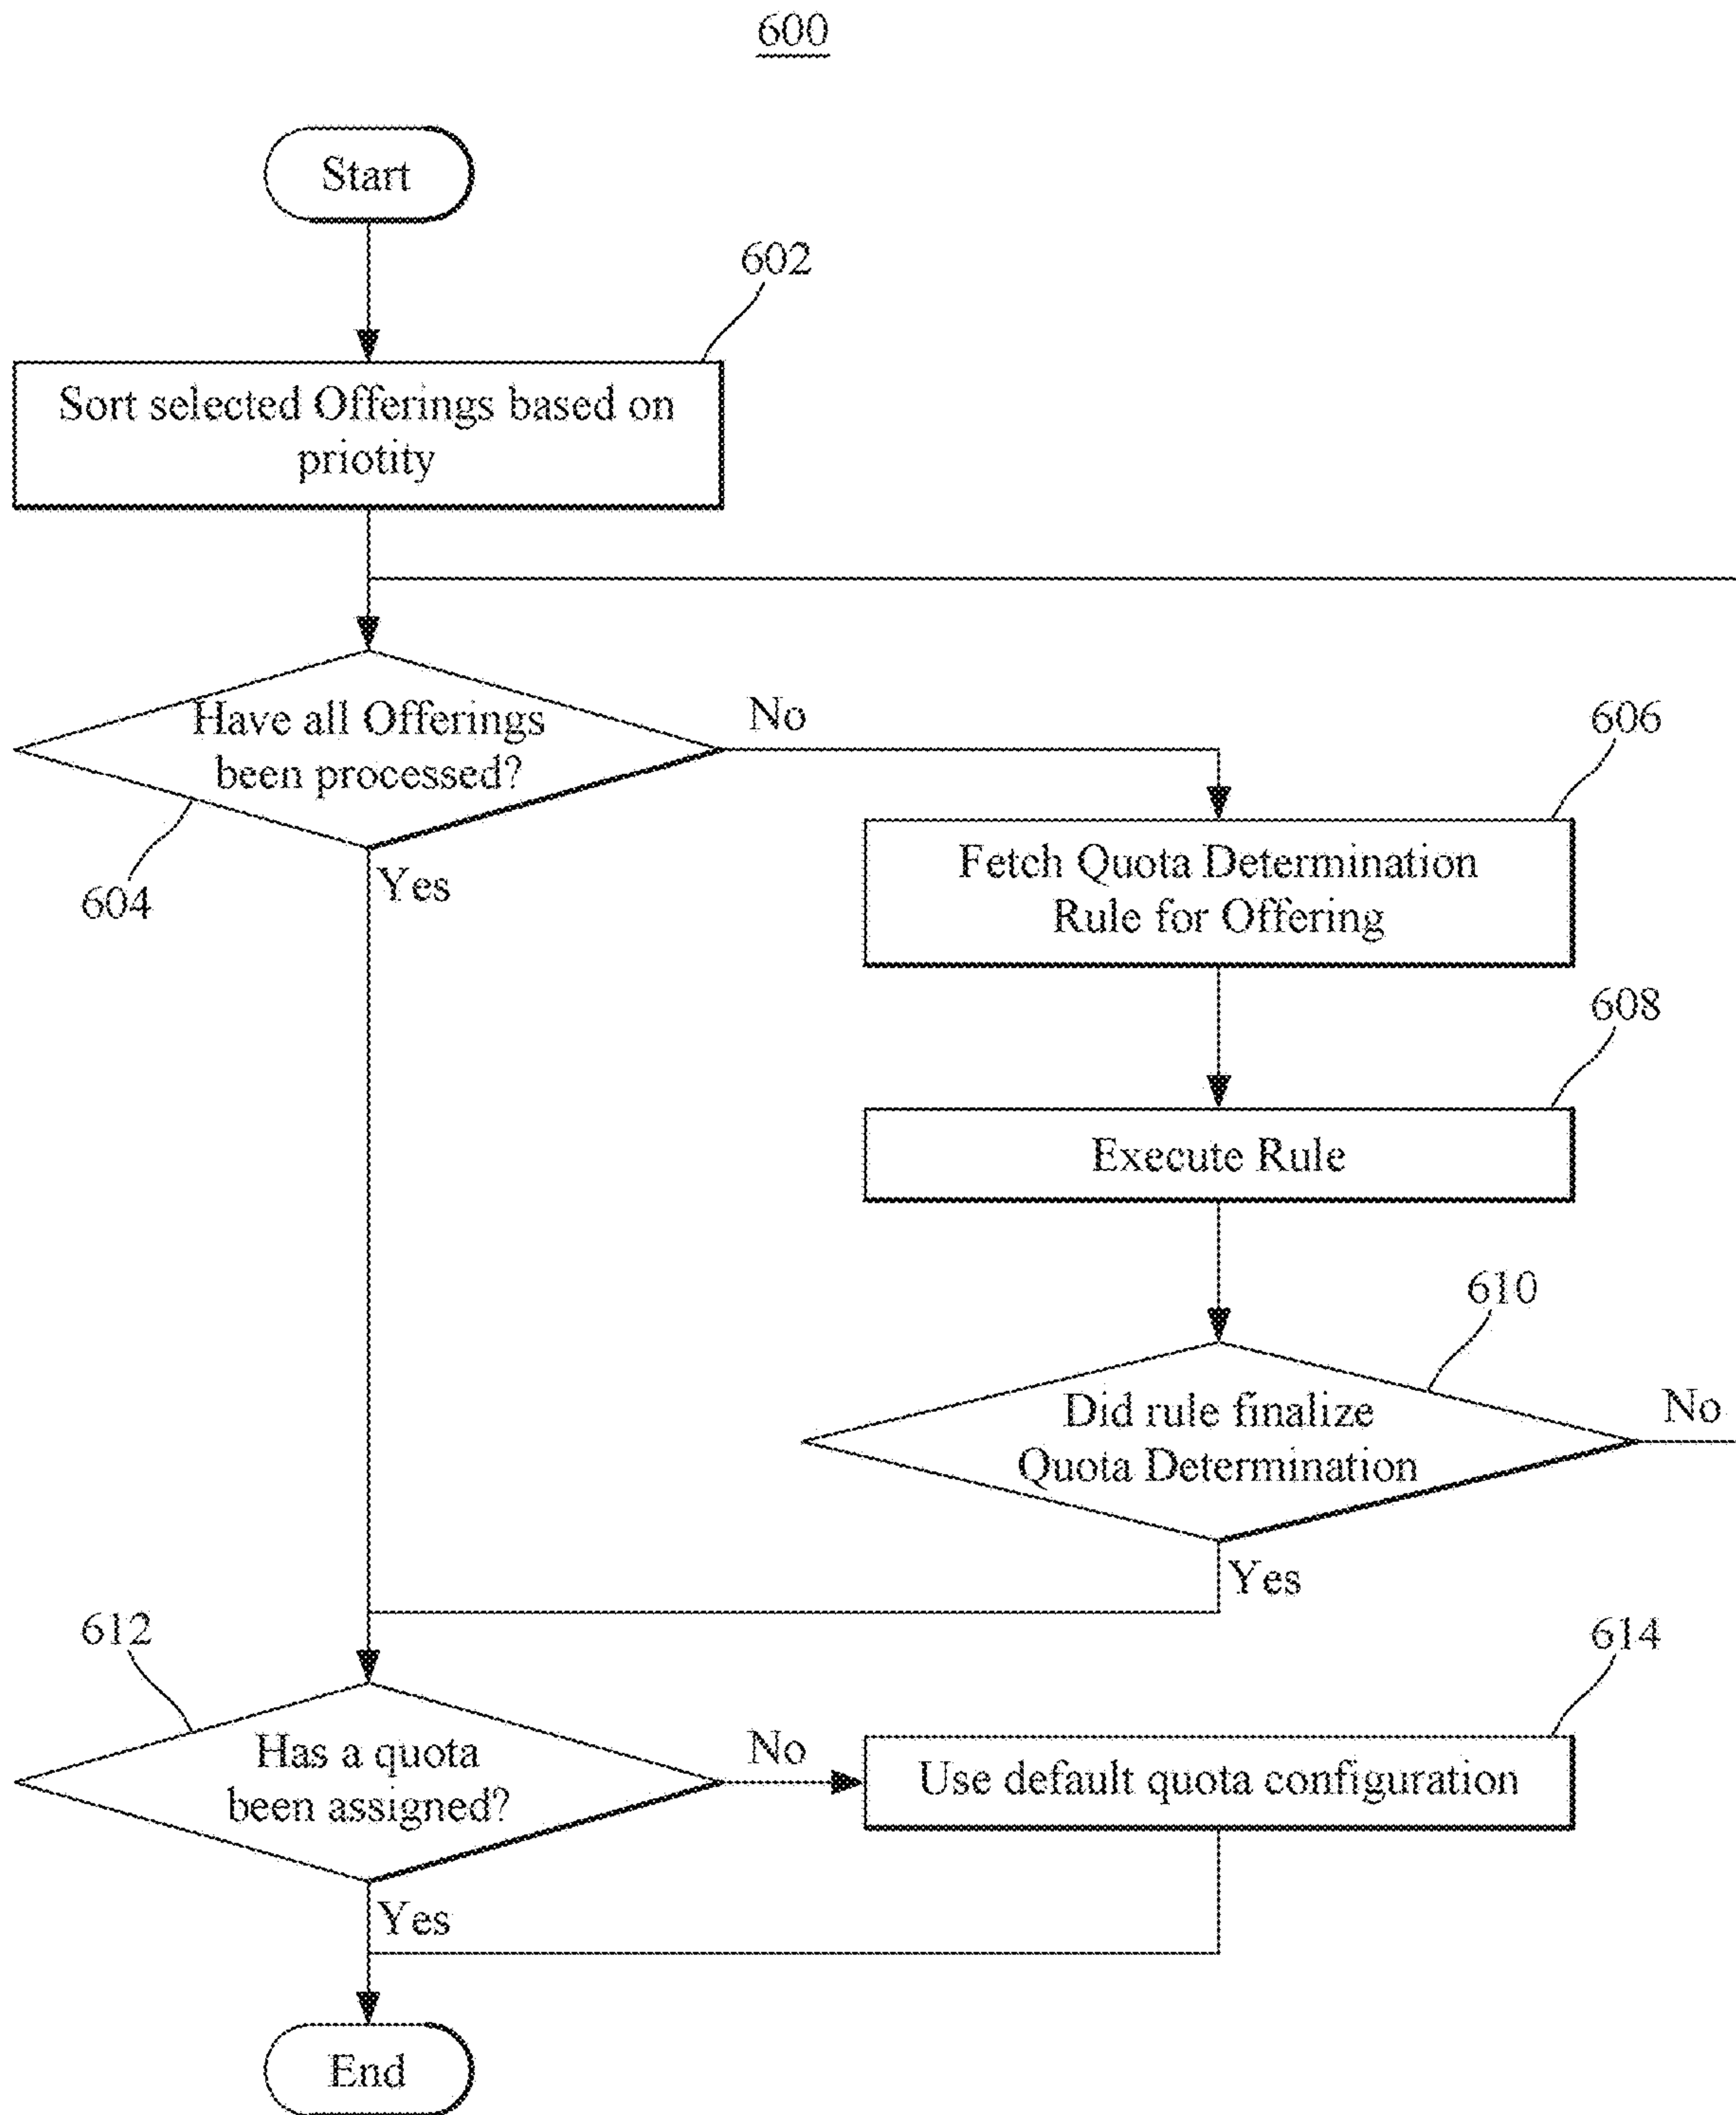 600
Start
602
Sort selected Offerings based on
priotity
Have all Offerings
been processed?
No
604
Yes
606
Fetch Quota Determination
Rule for Offering
608
Execute Rule
610
Did rule finalize
Quota Determination
No
Yes
612
Has a quota
been assigned?
No
614
Use default quota configuration
Yes
End